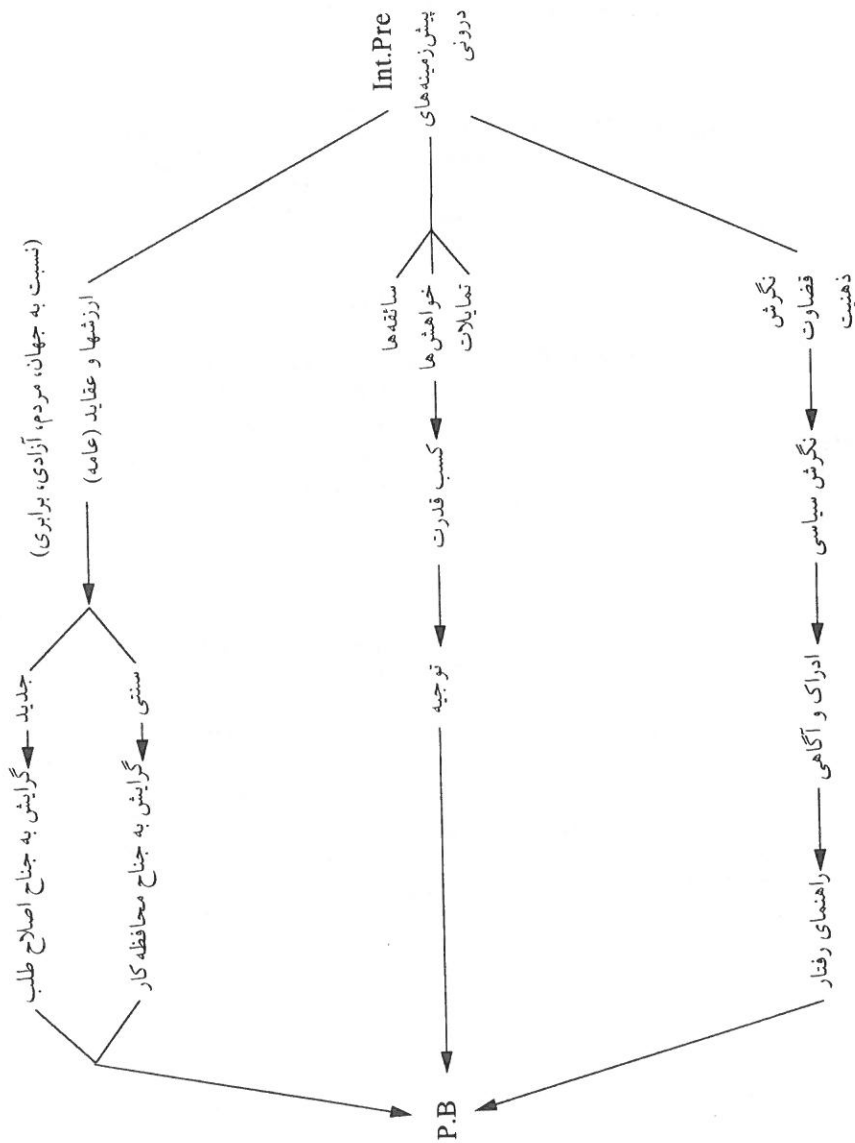 Int.Pre
پیش‌زمینه‌های
درونی
(نسبت به جهان، مردم، آزادی، برابری)
ارزشها و عقاید (عامه)
جدید
گرایش به جناح اصلاح طلب
سنتی
گرایش به جناح محافظه کار
سائقه‌ها
خواهش‌ها
تمایلات
کسب قدرت
توجیه
نگرش
قضاوت
ذهنیت
نگرش سیاسی
ادراک و آگاهی
راهنمای رفتار
P.B